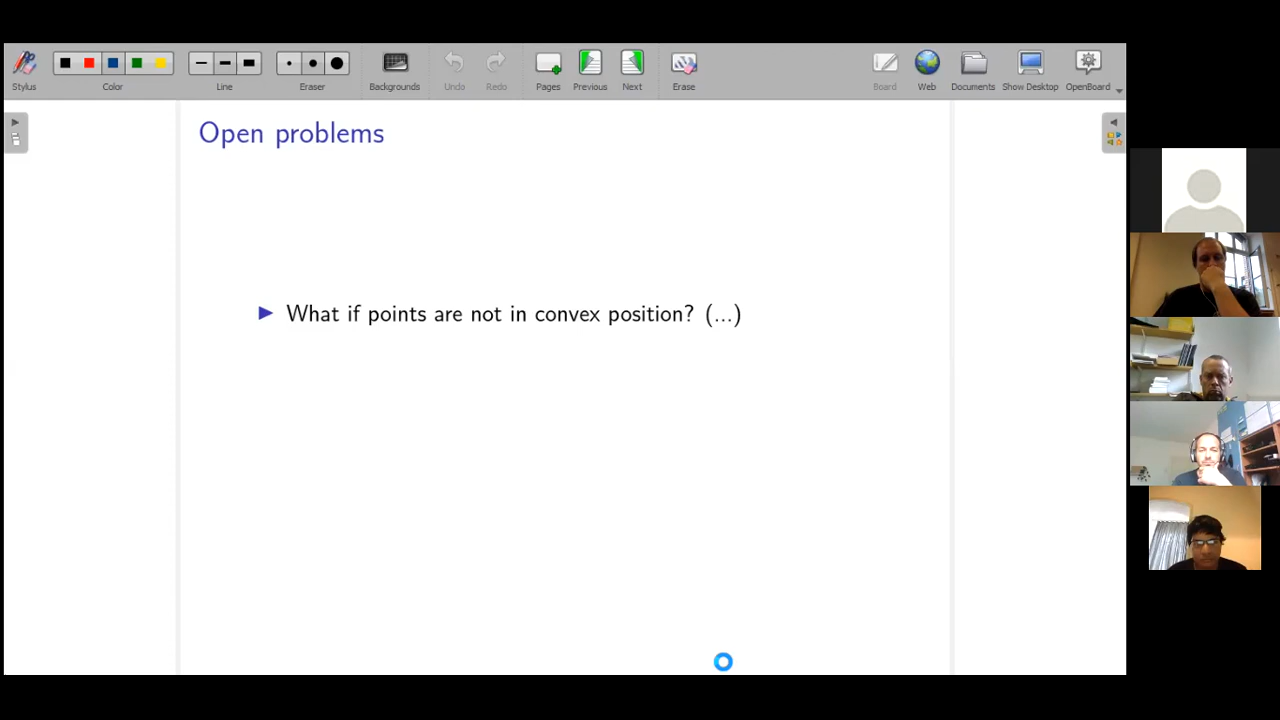 Stylus
Color
Line
Eraser
Backgrounds
Undo
Redo
Pages
Previous
Next
Erase
Board
Web
Documents
Show Desktop
OpenBoard
Open problems
What if points are not in convex position? (...)